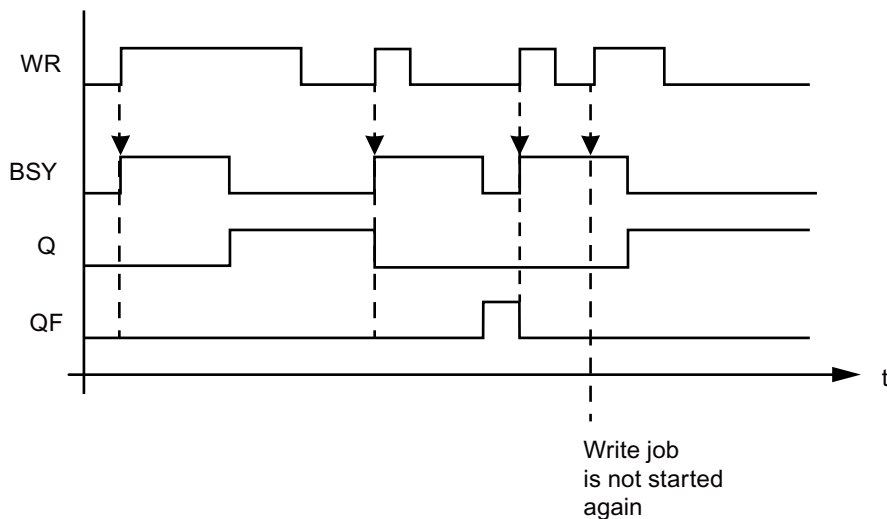 WR
BSY
Q
QF
t
Write job
is not started
again